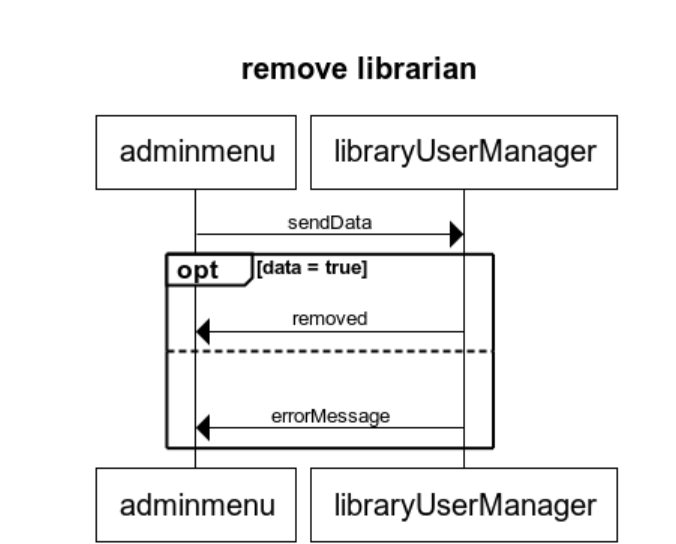 remove librarian
adminmenu libraryUserManager
sendData
opt [data = true]
removed
errorMessage
adminmenu libraryUserManager